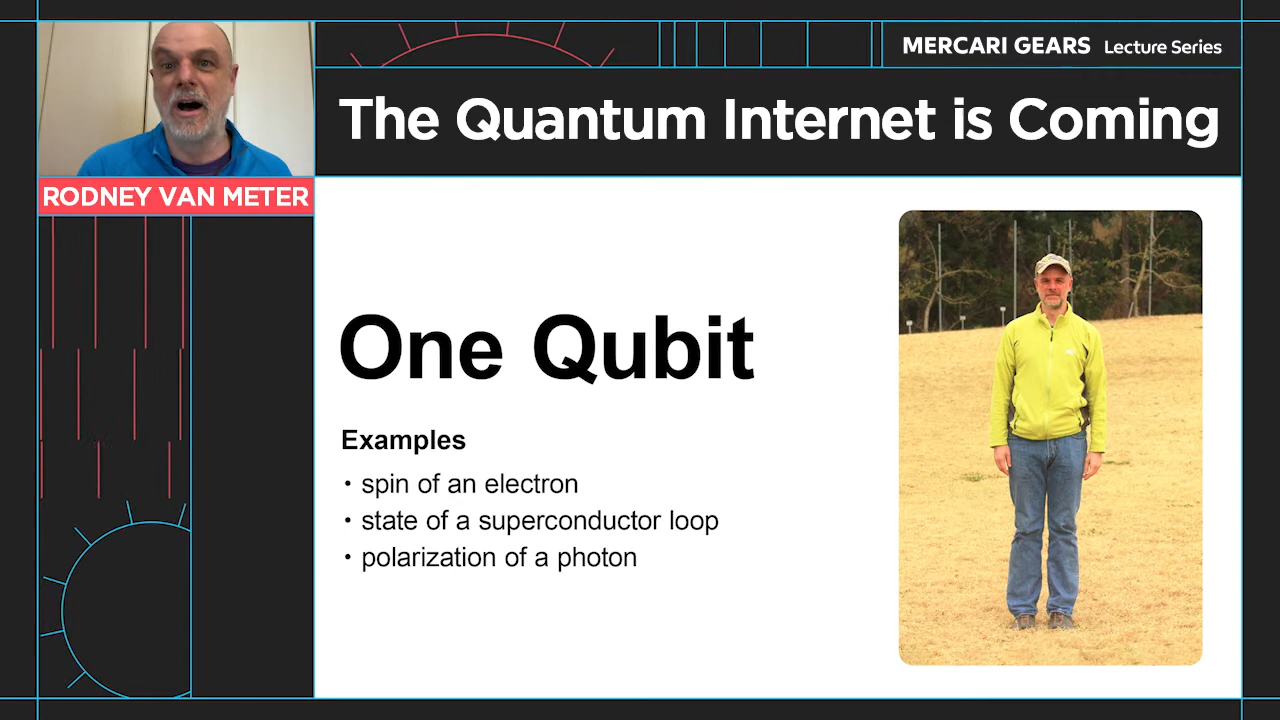 MERCARI GEARS Lecture Series
The Quantum Internet is Coming
RODNEY VAN METER
One Qubit
Examples
• spin of an electron
• state of a superconductor loop
• polarization of a photon